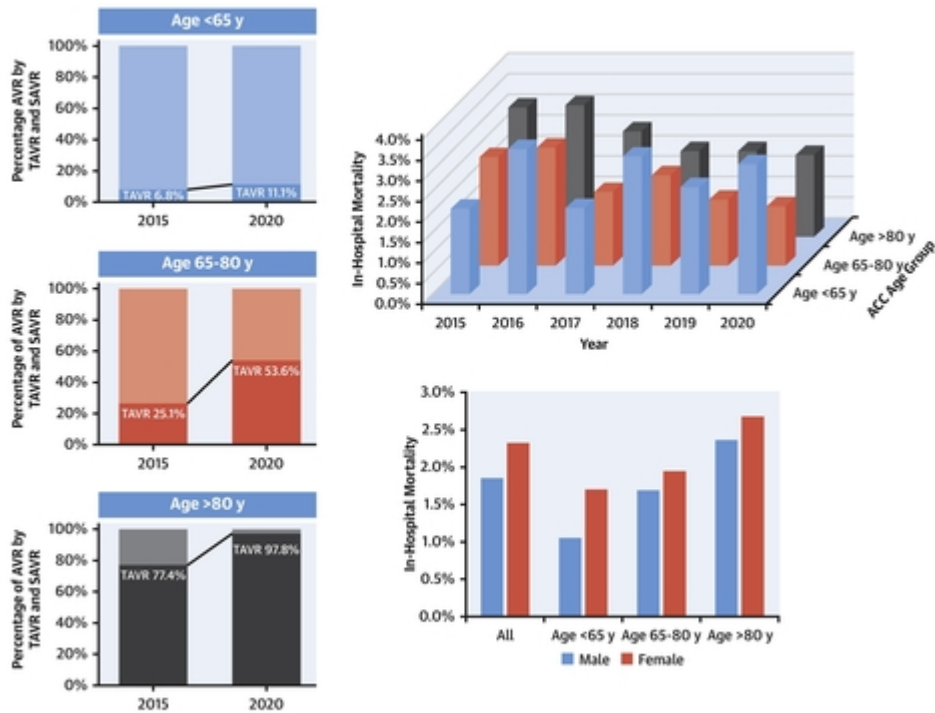 Age <65 y
Percentage AVR by
TAVR and SAVR
100%
80%
60%
40%
20%
0%
TAVR 6.8%
TAVR 11.1%
2015
2020
Age 65-80 y
Percentage of AVR by
TAVR and SAVR
100%
80%
60%
40%
20%
0%
TAVR 25.1%
TAVR 53.6%
2015
2020
Age >80 y
Percentage of AVR by
TAVR and SAVR
100%
80%
60%
40%
20%
0%
TAVR 77.4%
TAVR 97.8%
2015
2020
In-Hospital Mortality
4.0%
3.5%
3.0%
2.5%
2.0%
1.5%
1.0%
0.5%
0.0%
2015
2016
2017
2018
2019
2020
Year
Age >80 y
Age 65-80 y
Age <65 y
ACC Age Group
In-Hospital Mortality
3.0%
2.5%
2.0%
1.5%
1.0%
0.5%
0.0%
All
Age <65 y
Age 65-80 y
Age >80 y
Male
Female